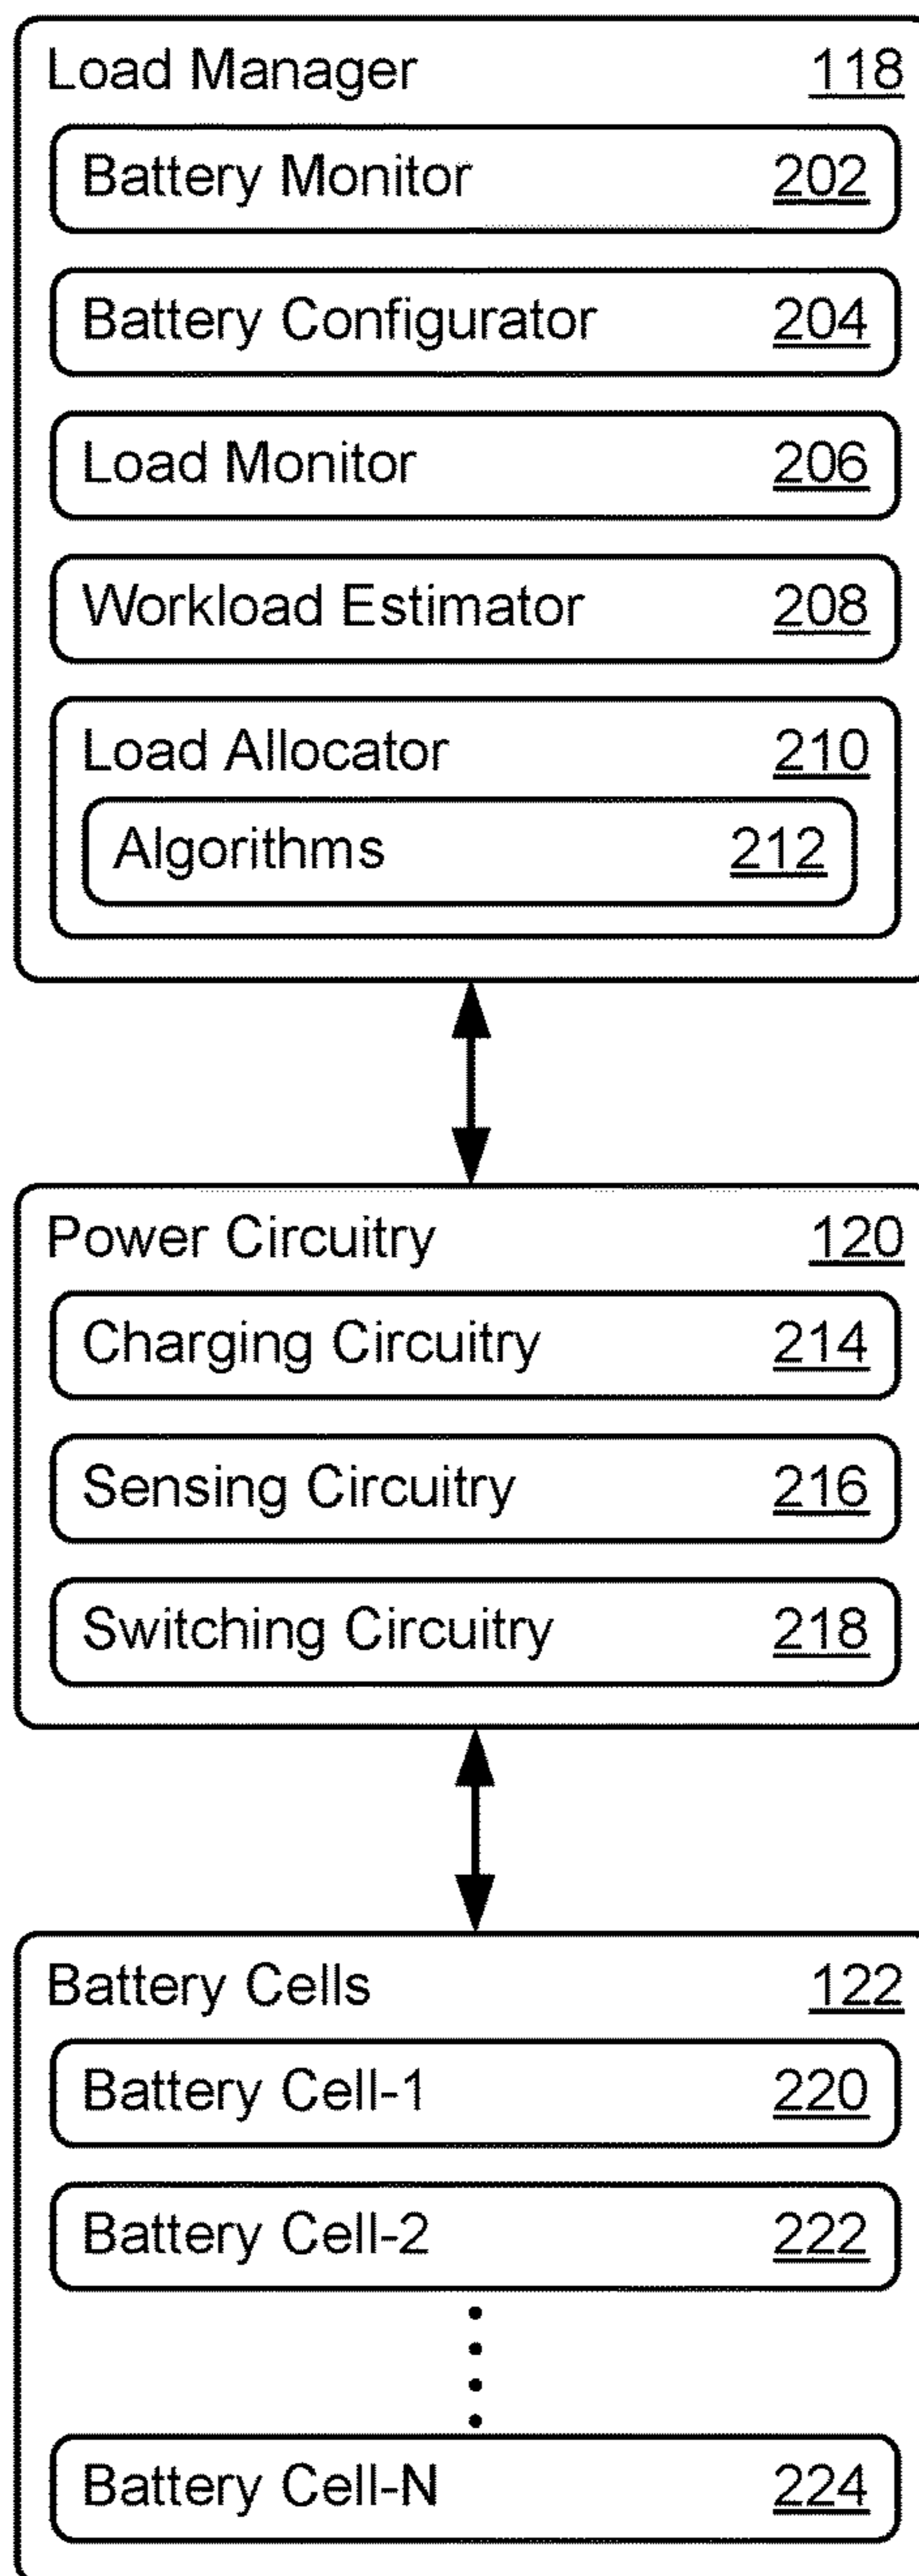 Load Manager 118
Battery Monitor 202
Battery Configurator 204
Load Monitor 206
Workload Estimator 208
Load Allocator 210
Algorithms 212
Power Circuitry 120
Charging Circuitry 214
Sensing Circuitry 216
Switching Circuitry 218
Battery Cells 122
Battery Cell-1 220
Battery Cell-2 222
Battery Cell-N 224